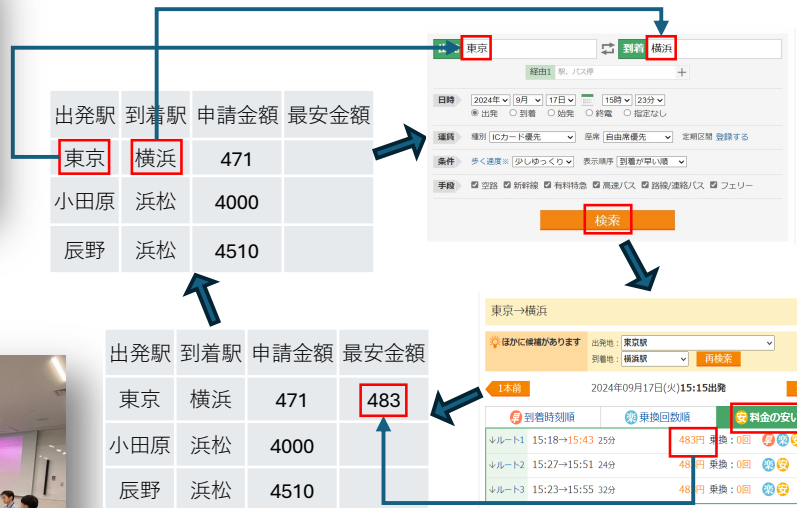 出発駅 到着駅 申請金額 最安金額
東京 横浜 471
小田原 浜松 4000
辰野 浜松 4510
東京
到着 横浜
経由1 駅、バス停 +
日時 2024年 9月 17日 15時 23分
出発 到着 始発 終電 指定なし
運賃 種別 ICカード優先 座席 自由席優先 定期区間 登録する
条件 歩く速度※ 少しゆっくり 表示順序 到着が早い順
手段 空路 新幹線 有料特急 高速バス 路線/連絡バス フェリー
検索
東京→横浜
ほかに候補があります 出発地: 東京駅
到着地: 横浜駅 再検索
1本前 2024年09月17日(火)15:15出発
早 到着時刻順 楽 乗換回数順 安 料金の安い
↓ルート1 15:18→15:43 25分 483円 乗換:0回 早 楽 安
↓ルート2 15:27→15:51 24分 乗換:0回 楽 安
↓ルート3 15:23→15:55 32分 乗換:0回 楽 安
出発駅 到着駅 申請金額 最安金額
東京 横浜 471 483
小田原 浜松 4000
辰野 浜松 4510